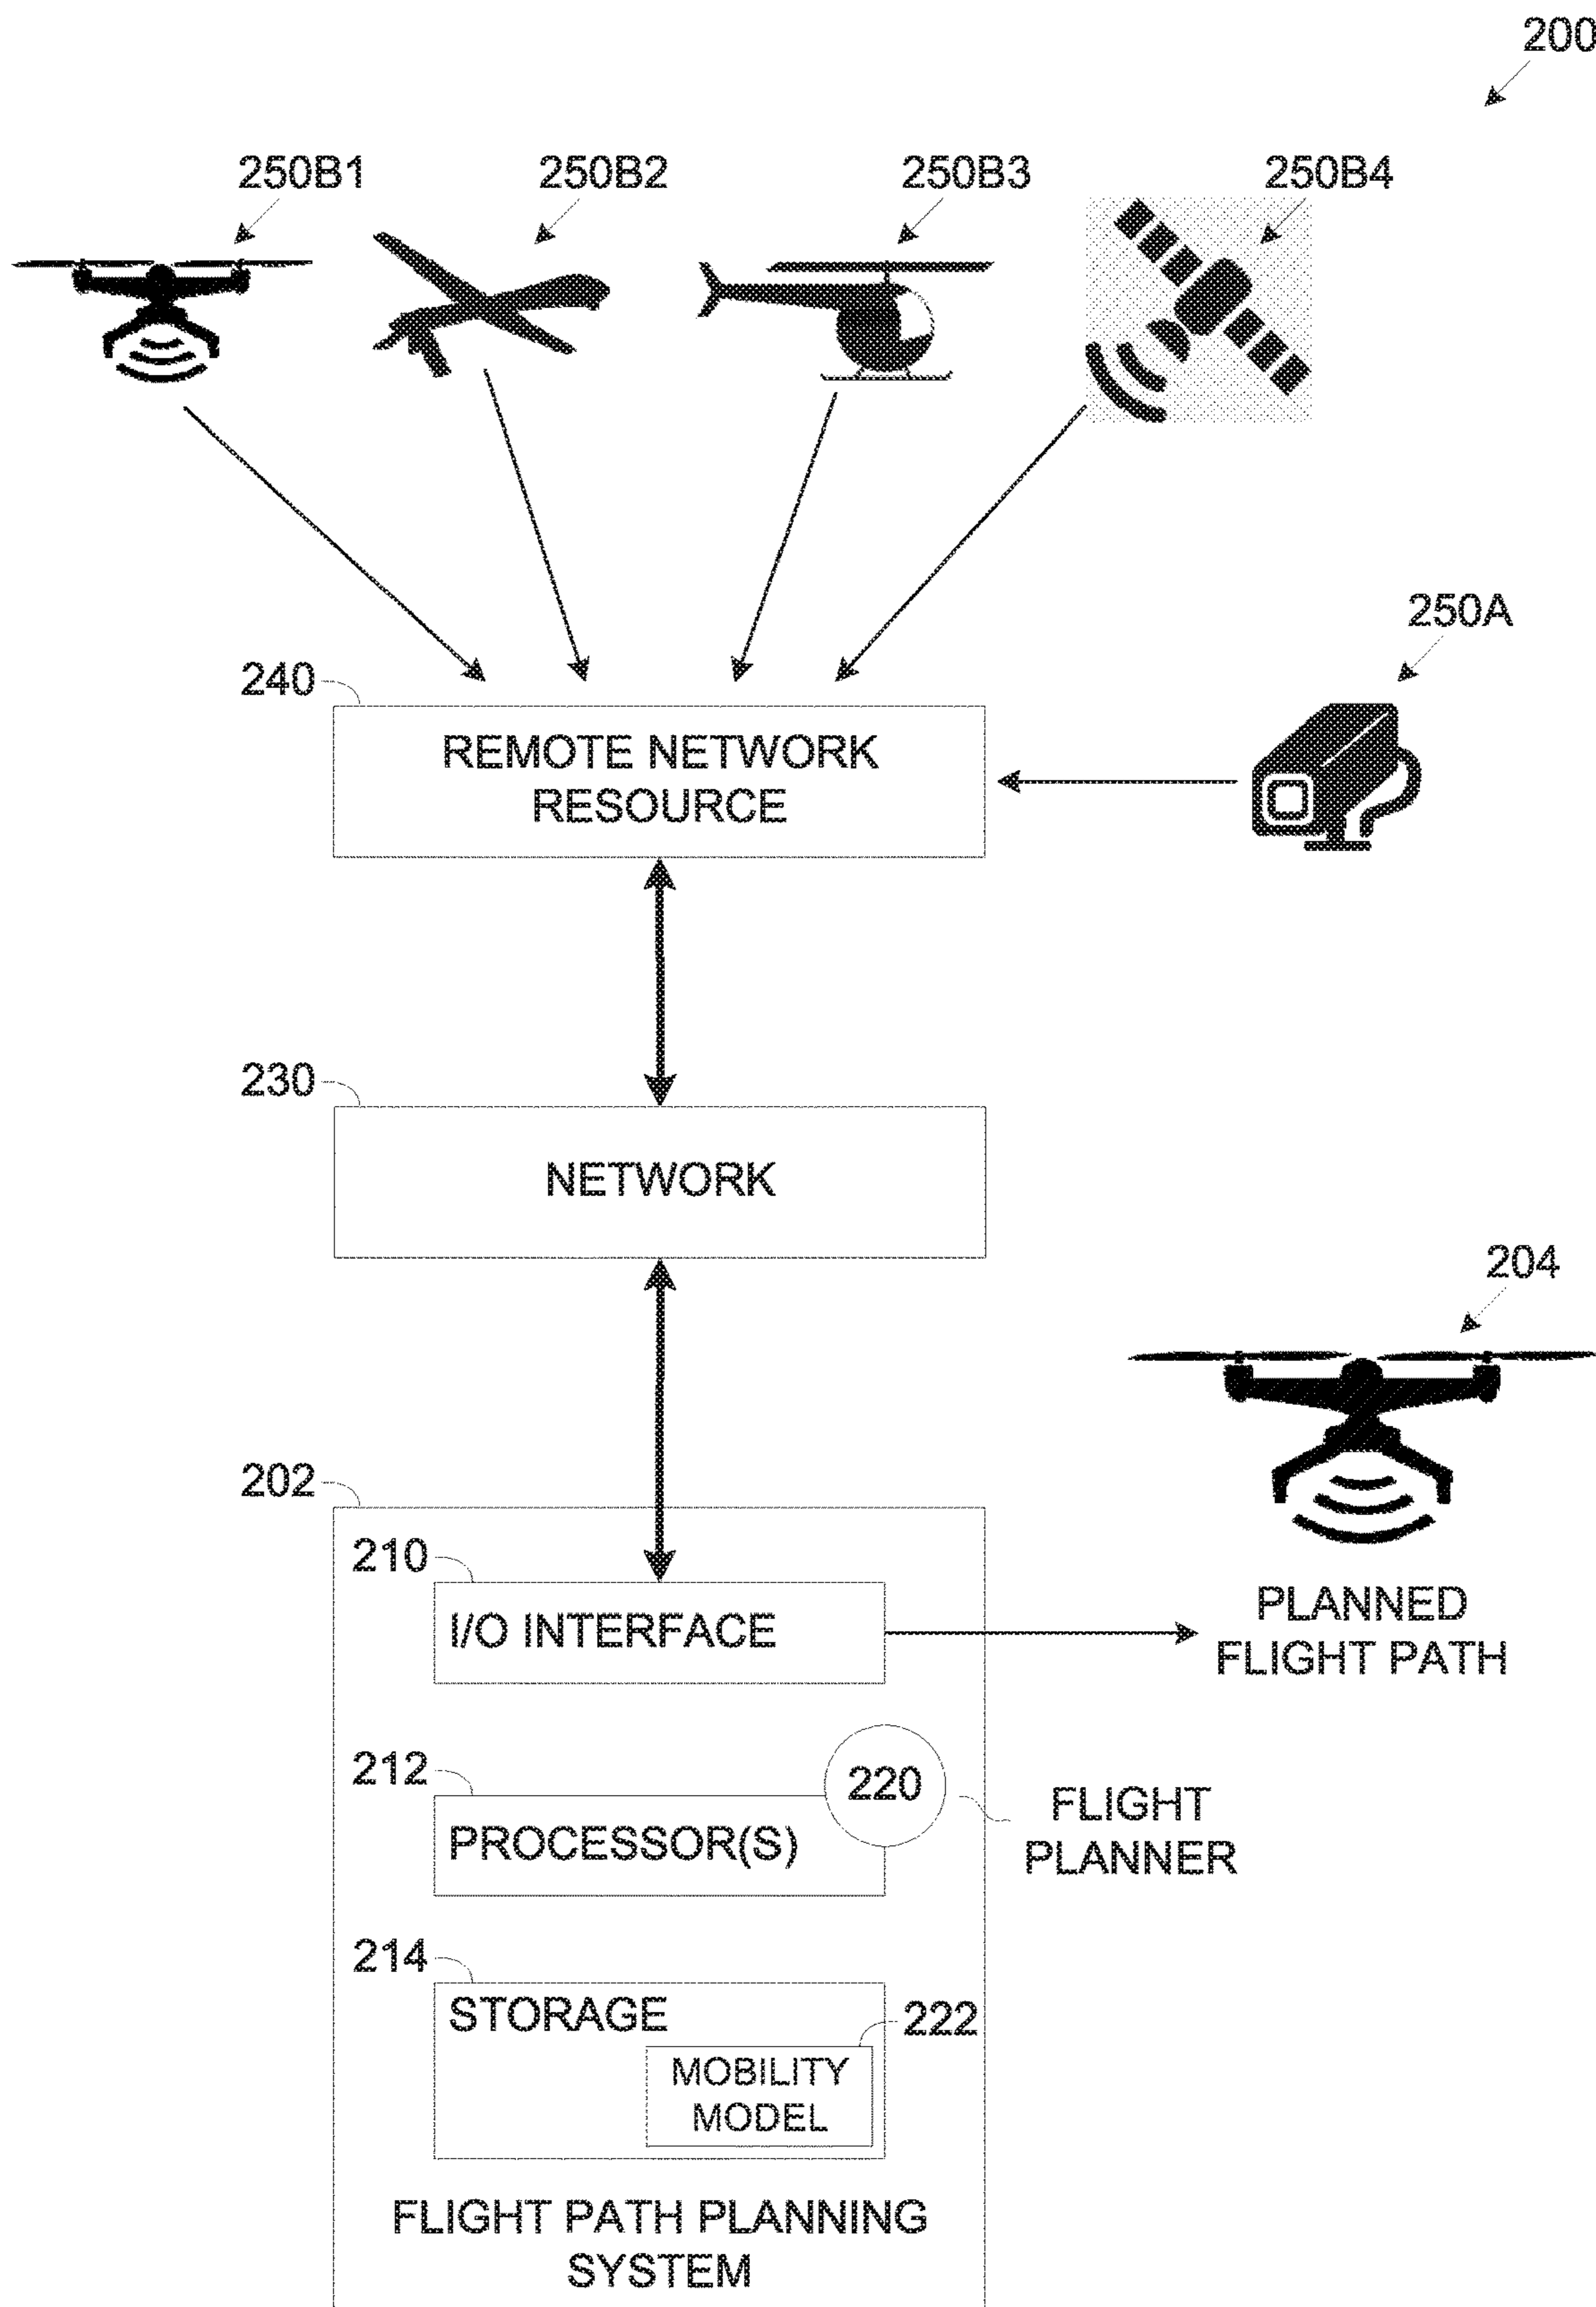 200
250B1
250B2
250B3
250B4
250A
240
REMOTE NETWORK
RESOURCE
230
NETWORK
204
202
210
I/O INTERFACE
PLANNED
FLIGHT PATH
212
220
PROCESSOR(S)
FLIGHT
PLANNER
214
STORAGE
222
MOBILITY
MODEL
FLIGHT PATH PLANNING
SYSTEM